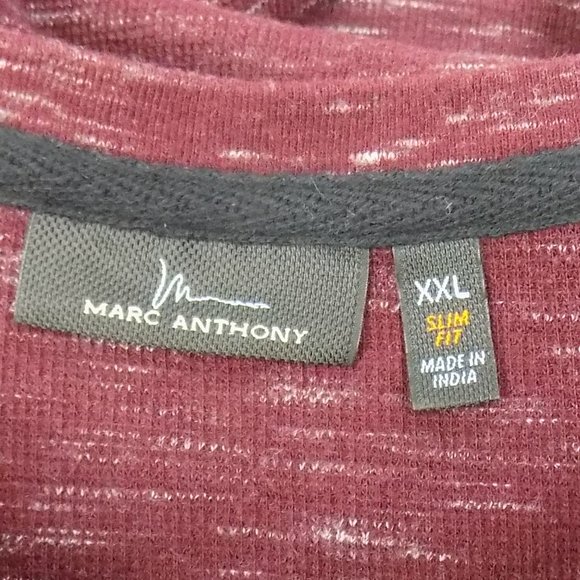 MARC ANTHONY
XXL
SLIM
FIT
MADE IN
INDIA